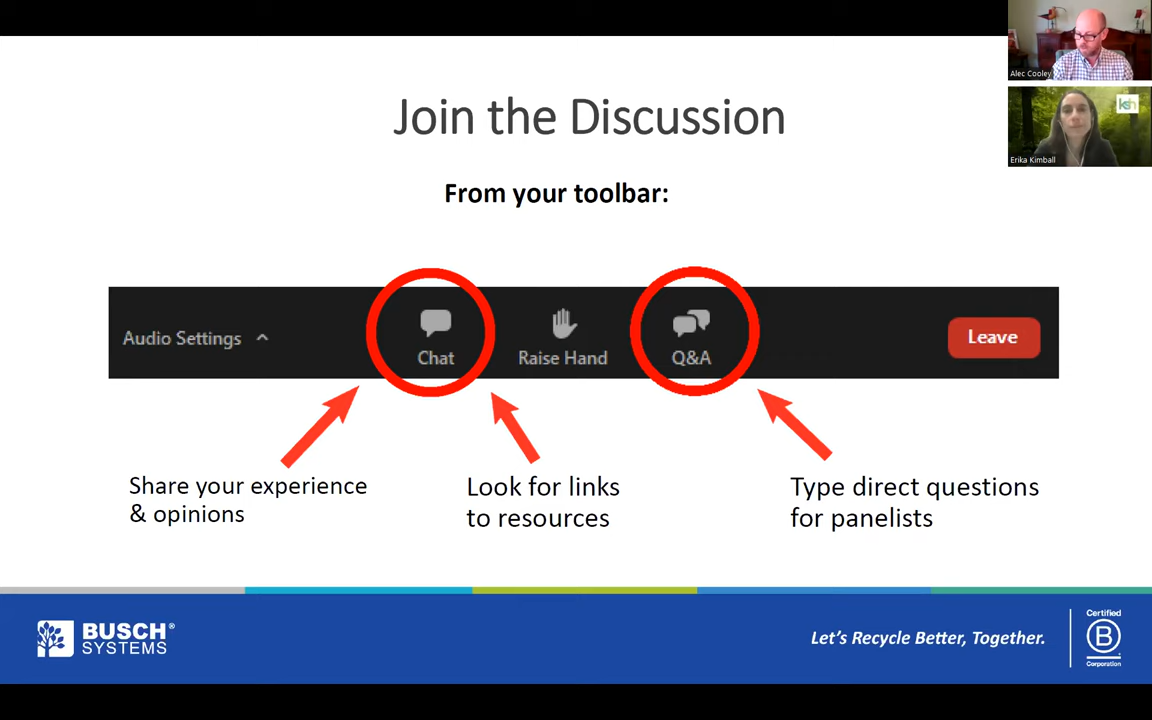 Join the Discussion
From your toolbar:
Audio Settings
Chat
Raise Hand
Q&A
Leave
Share your experience
& opinions
Look for links
to resources
Type direct questions
for panelists
BUSCH®
SYSTEMS
Let's Recycle Better, Together.
Certified
B
Corporation
Alec Cooley
ksh
Erika Kimball